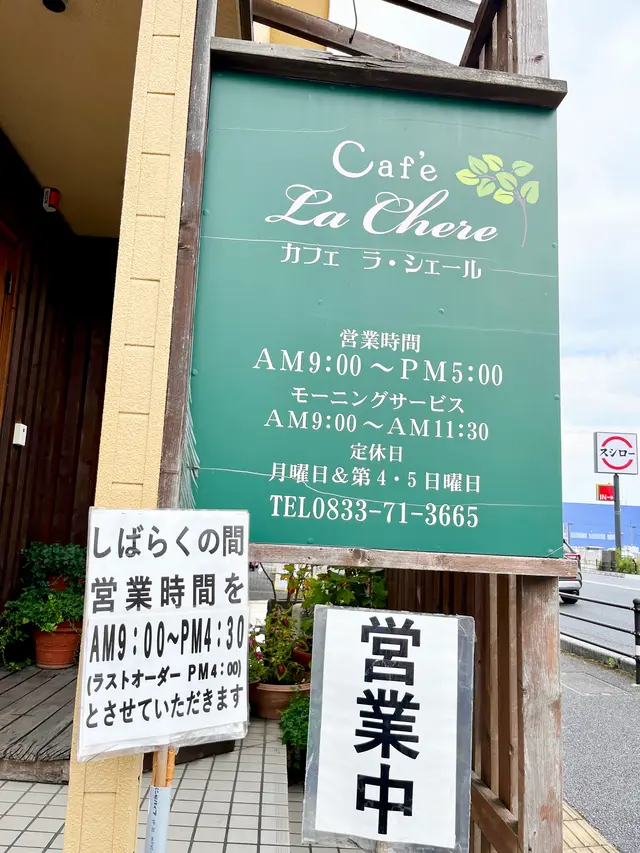 Caf'e
La Chere
カフェ ラ・シェール
営業時間
AM9:00～PM5:00
モーニングサービス
AM9:00～AM11:30
定休日
月曜日＆第4・5日曜日
TEL0833-71-3665
しばらくの間
営業時間を
AM9:00~PM4:30
(ラストオーダー PM4:00)
とさせていただきます
営業中
スシロー
IN